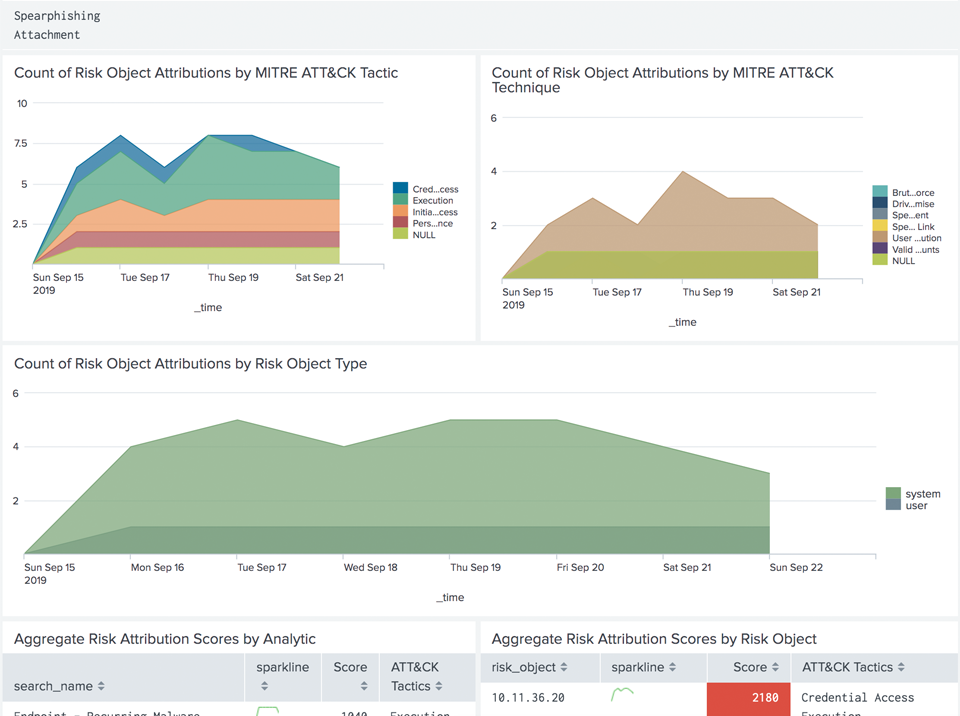 Spearphishing
Attachment
Count of Risk Object Attributions by MITRE ATT&CK Tactic
10
7.5
5
2.5
Sun Sep 15
2019
Tue Sep 17
Thu Sep 19
Sat Sep 21
_time
Cred...cess
Execution
Initia...cess
Pers...nce
NULL
Count of Risk Object Attributions by MITRE ATT&CK
Technique
6
4
2
Sun Sep 15
2019
Tue Sep 17
Thu Sep 19
Sat Sep 21
_time
Brut...orce
Driv...mise
Spe...ent
Spe... Link
User ...ution
Valid ...unts
NULL
Count of Risk Object Attributions by Risk Object Type
6
4
2
Sun Sep 15
2019
Mon Sep 16
Tue Sep 17
Wed Sep 18
Thu Sep 19
Fri Sep 20
Sat Sep 21
Sun Sep 22
_time
system
user
Aggregate Risk Attribution Scores by Analytic
search_name
sparkline
Score
ATT&CK
Tactics
Endpoint - Recurring Malware
1040
Execution
Aggregate Risk Attribution Scores by Risk Object
risk_object
sparkline
Score
ATT&CK Tactics
10.11.36.20
2180
Credential Access
Execution